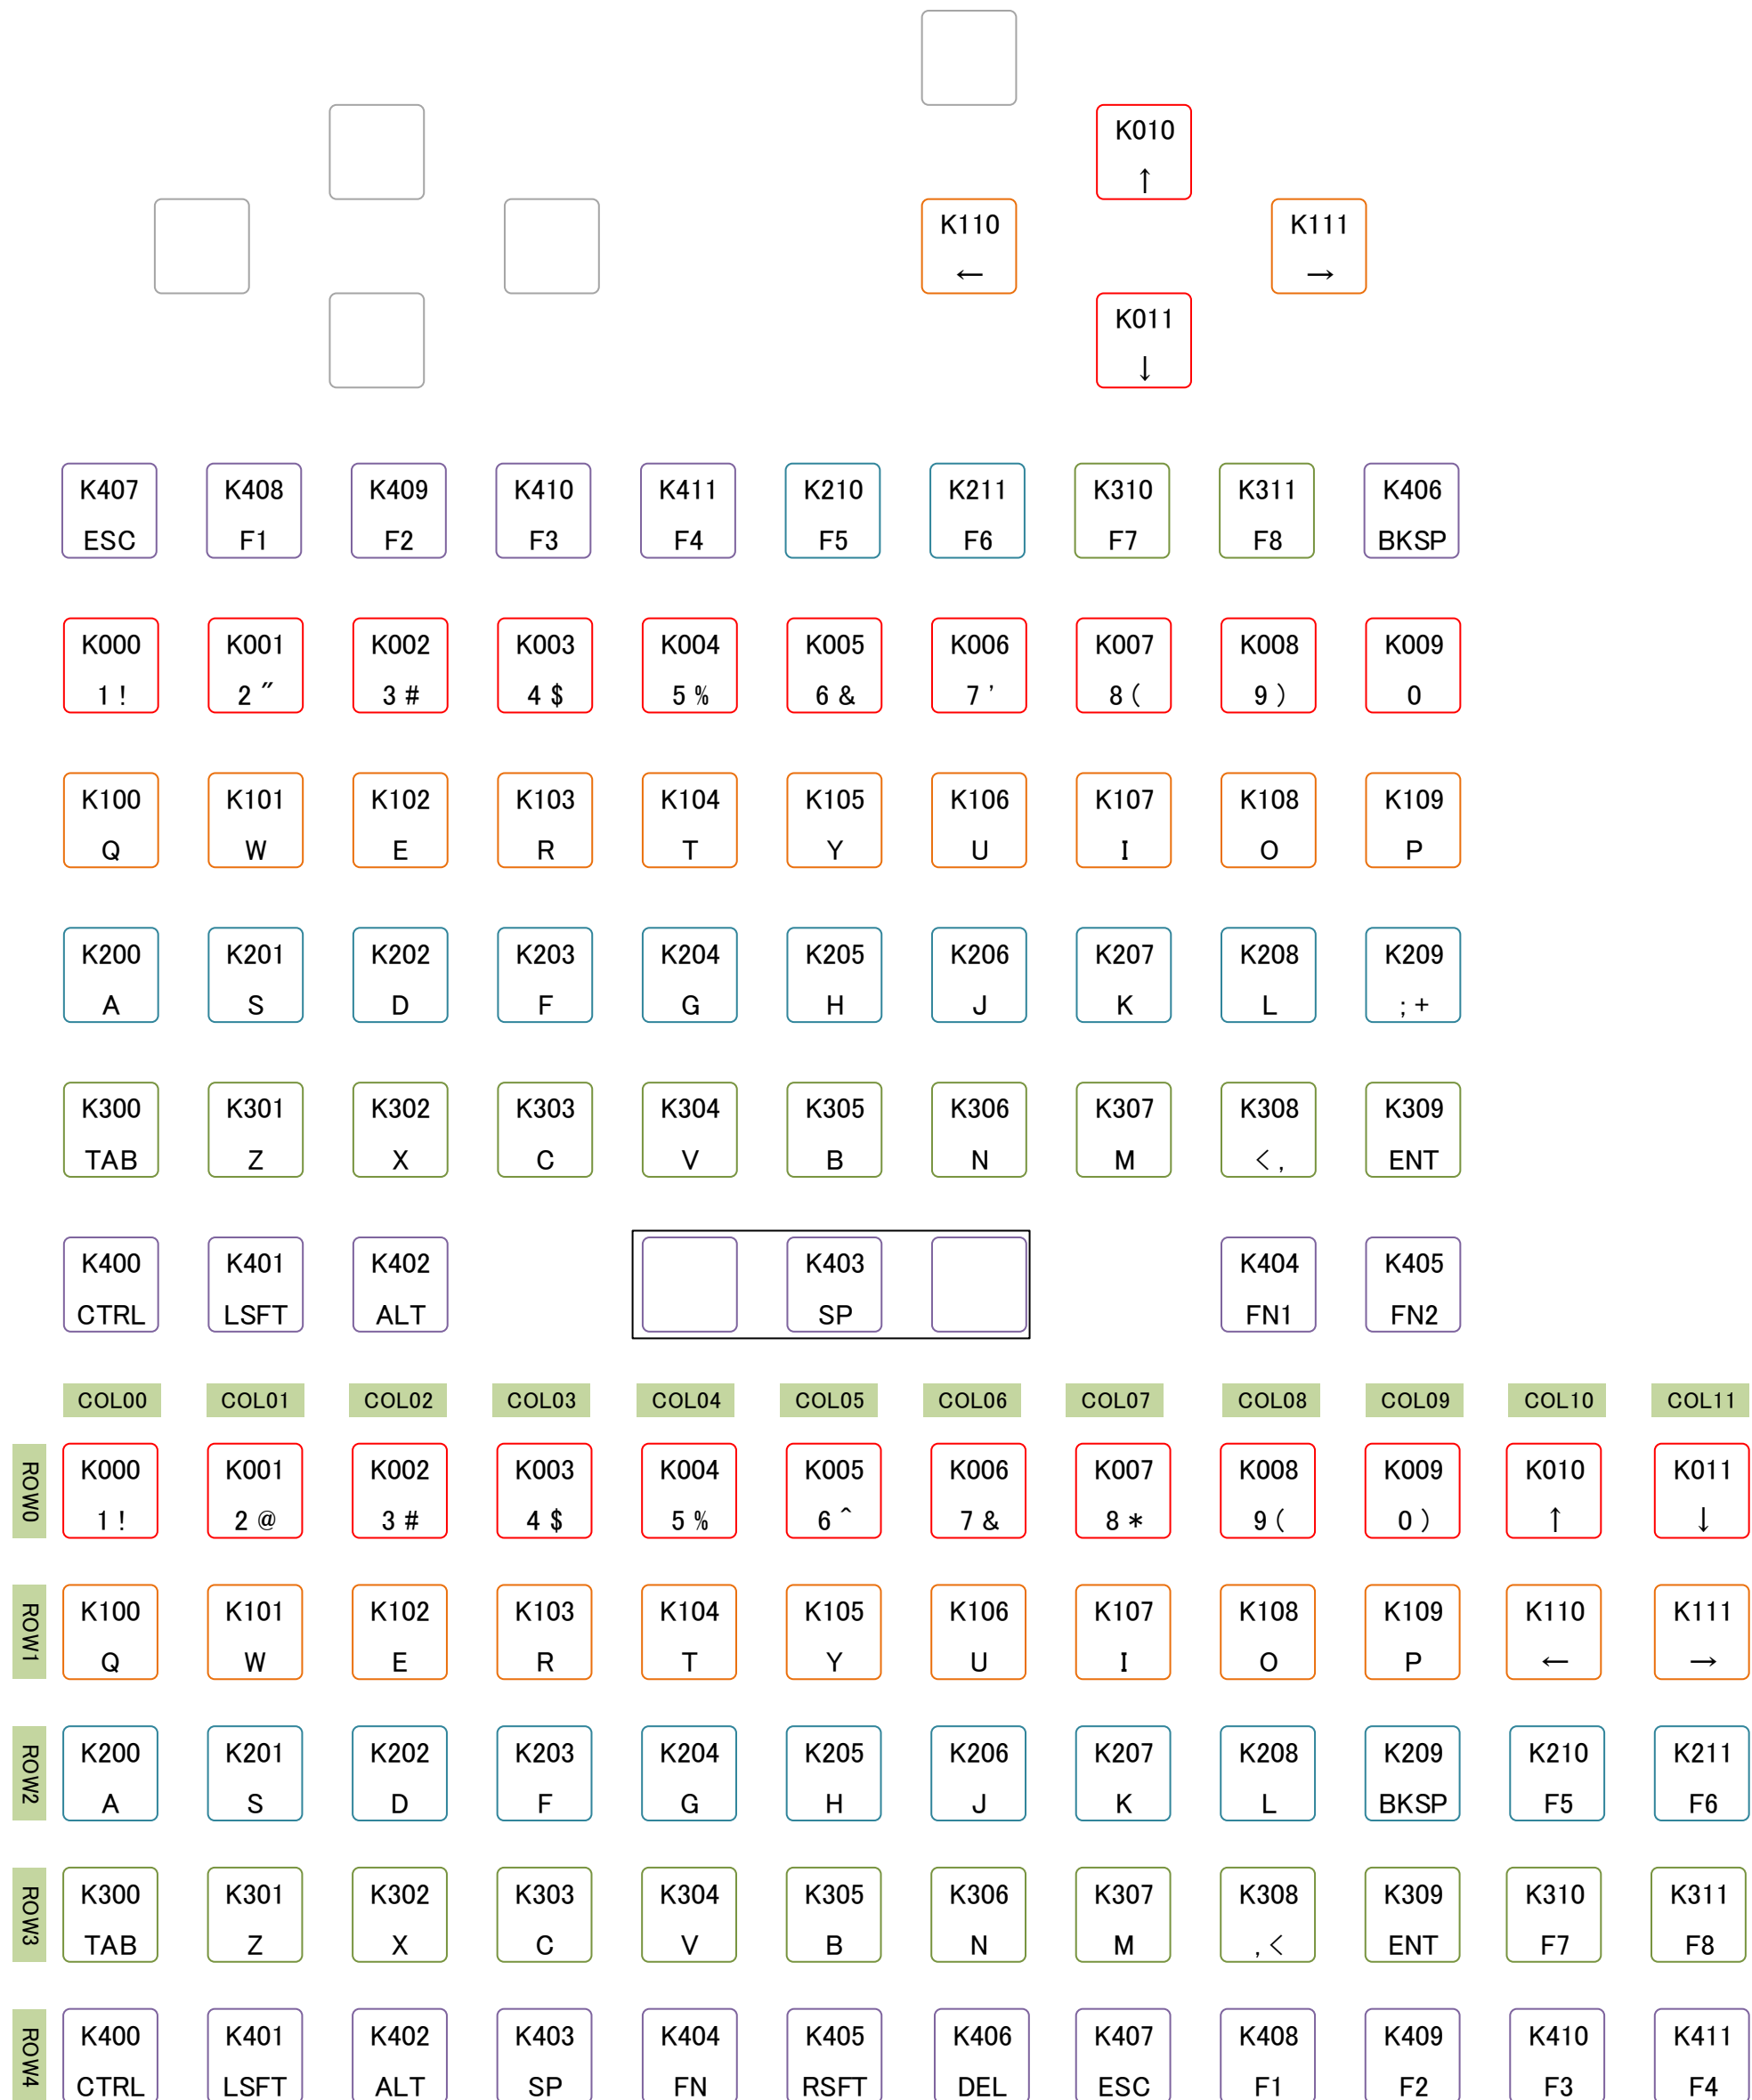 K010
↑
K110 K111
← →
K011
↓
K407 K408 K409 K410 K411 K210 K211 K310 K311 K406
ESC F1 F2 F3 F4 F5 F6 F7 F8 BKSP
K000 K001 K002 K003 K004 K005 K006 K007 K008 K009
1 ! 2 ″ 3 # 4 $ 5 % 6 & 7 ' 8 ( 9 ) 0
K100 K101 K102 K103 K104 K105 K106 K107 K108 K109
Q W E R T Y U I O P
K200 K201 K202 K203 K204 K205 K206 K207 K208 K209
A S D F G H J K L ; +
K300 K301 K302 K303 K304 K305 K306 K307 K308 K309
TAB Z X C V B N M < , ENT
K400 K401 K402 K403 K404 K405
CTRL LSFT ALT SP FN1 FN2
COL00 COL01 COL02 COL03 COL04 COL05 COL06 COL07 COL08 COL09 COL10 COL11
ROW0
K000 K001 K002 K003 K004 K005 K006 K007 K008 K009 K010 K011
1 ! 2 @ 3 # 4 $ 5 % 6 ^ 7 & 8 * 9 ( 0 ) ↑ ↓
ROW1
K100 K101 K102 K103 K104 K105 K106 K107 K108 K109 K110 K111
Q W E R T Y U I O P ← →
ROW2
K200 K201 K202 K203 K204 K205 K206 K207 K208 K209 K210 K211
A S D F G H J K L BKSP F5 F6
ROW3
K300 K301 K302 K303 K304 K305 K306 K307 K308 K309 K310 K311
TAB Z X C V B N M , < ENT F7 F8
ROW4
K400 K401 K402 K403 K404 K405 K406 K407 K408 K409 K410 K411
CTRL LSFT ALT SP FN RSFT DEL ESC F1 F2 F3 F4